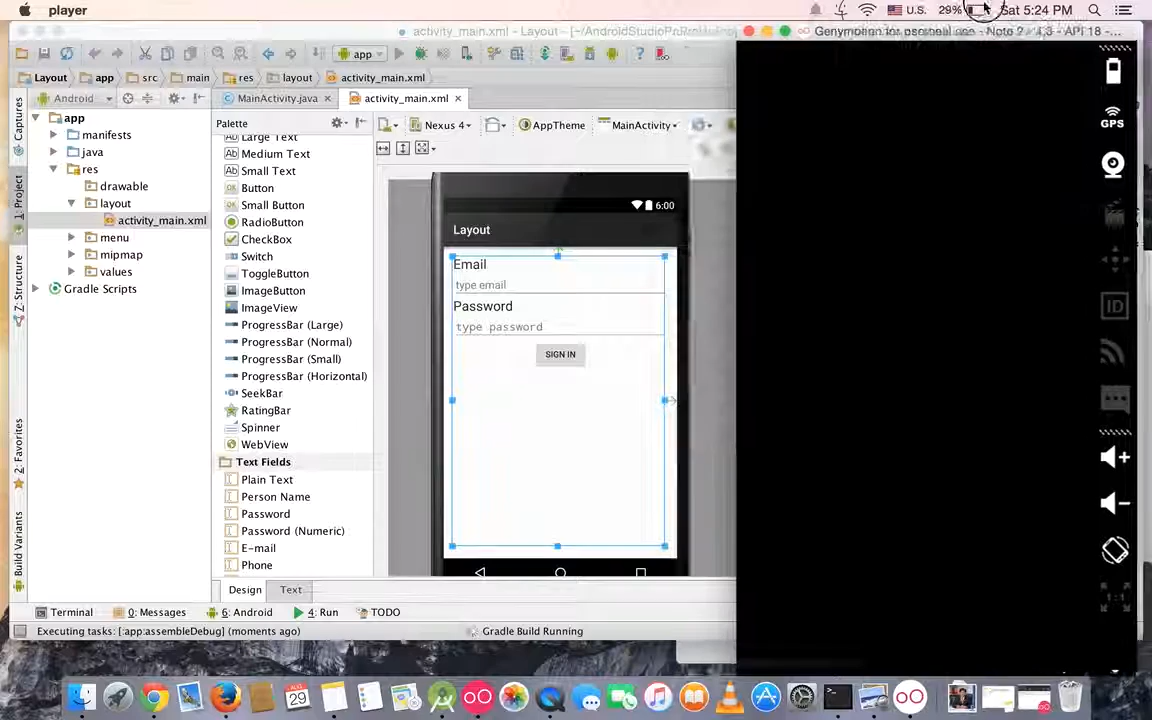 player U.S. 29% Sat 5:24 PM
activity_main.xml - Layout - [~/AndroidStudioPro
Genymotion for personal use - Note 2 - 4.3 - API 18 -...
app
Layout app src main res layout activity_main.xml
Android MainActivity.java activity_main.xml
Palette Nexus 4 AppTheme MainActivity
app
manifests
java
res
drawable
layout
activity_main.xml
menu
mipmap
values
Gradle Scripts
Captures
1: Project
Z: Structure
2: Favorites
Build Variants
Large Text
Medium Text
Small Text
Button
Small Button
RadioButton
CheckBox
Switch
ToggleButton
ImageButton
ImageView
ProgressBar (Large)
ProgressBar (Normal)
ProgressBar (Small)
ProgressBar (Horizontal)
SeekBar
RatingBar
Spinner
WebView
Text Fields
Plain Text
Person Name
Password
Password (Numeric)
E-mail
Phone
6:00
Layout
Email
type email
Password
type password
SIGN IN
GPS
ID
1:1
Design Text
Terminal 0: Messages 6: Android 4: Run TODO
Executing tasks: [:app:assembleDebug] (moments ago) Gradle Build Running
AUG
29